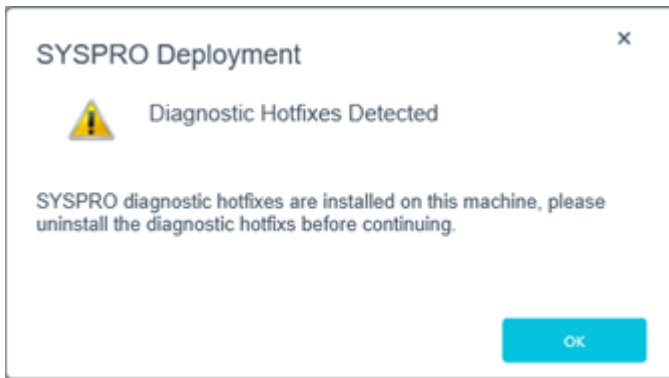 SYSPRO Deployment
Diagnostic Hotfixes Detected
SYSPRO diagnostic hotfixes are installed on this machine, please
uninstall the diagnostic hotfixs before continuing.
OK